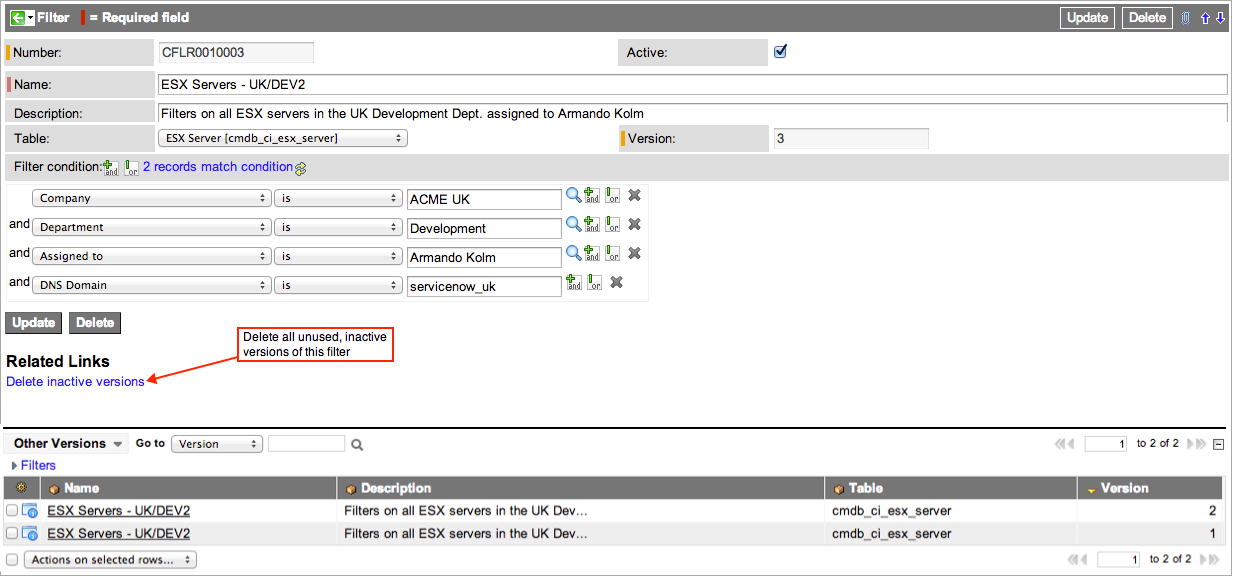 Filter = Required field Update Delete
Number: CFLR0010003 Active:
Name: ESX Servers - UK/DEV2
Description: Filters on all ESX servers in the UK Development Dept. assigned to Armando Kolm
Table: ESX Server [cmdb_ci_esx_server] Version: 3
Filter condition: and or 2 records match condition
Company is ACME UK and or
and Department is Development and or
and Assigned to is Armando Kolm and or
and DNS Domain is servicenow_uk and or
Update Delete
Delete all unused, inactive
versions of this filter
Related Links
Delete inactive versions
Other Versions Go to Version 1 to 2 of 2
Filters
Name Description Table Version
ESX Servers - UK/DEV2 Filters on all ESX servers in the UK Dev... cmdb_ci_esx_server 2
ESX Servers - UK/DEV2 Filters on all ESX servers in the UK Dev... cmdb_ci_esx_server 1
Actions on selected rows... 1 to 2 of 2